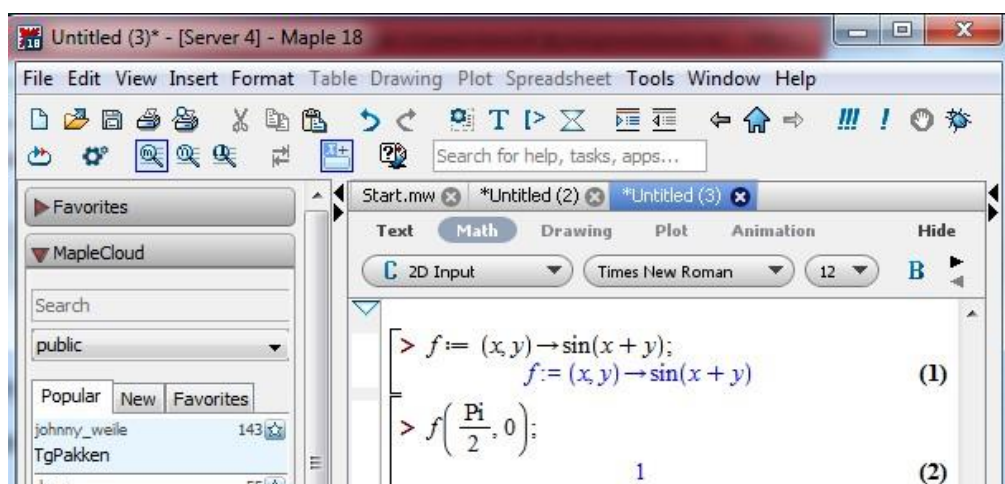 Untitled (3)* - [Server 4] - Maple 18
File Edit View Insert Format Table Drawing Plot Spreadsheet Tools Window Help
Search for help, tasks, apps...
Favorites
MapleCloud
Search
public
Popular New Favorites
johnny_weile 143
TgPakken
Start.mw *Untitled (2) *Untitled (3)
Text Math Drawing Plot Animation Hide
C 2D Input Times New Roman 12 B
> f := (x, y) → sin(x + y);
f := (x, y) → sin(x + y) (1)
> f(Pi/2, 0);
1 (2)